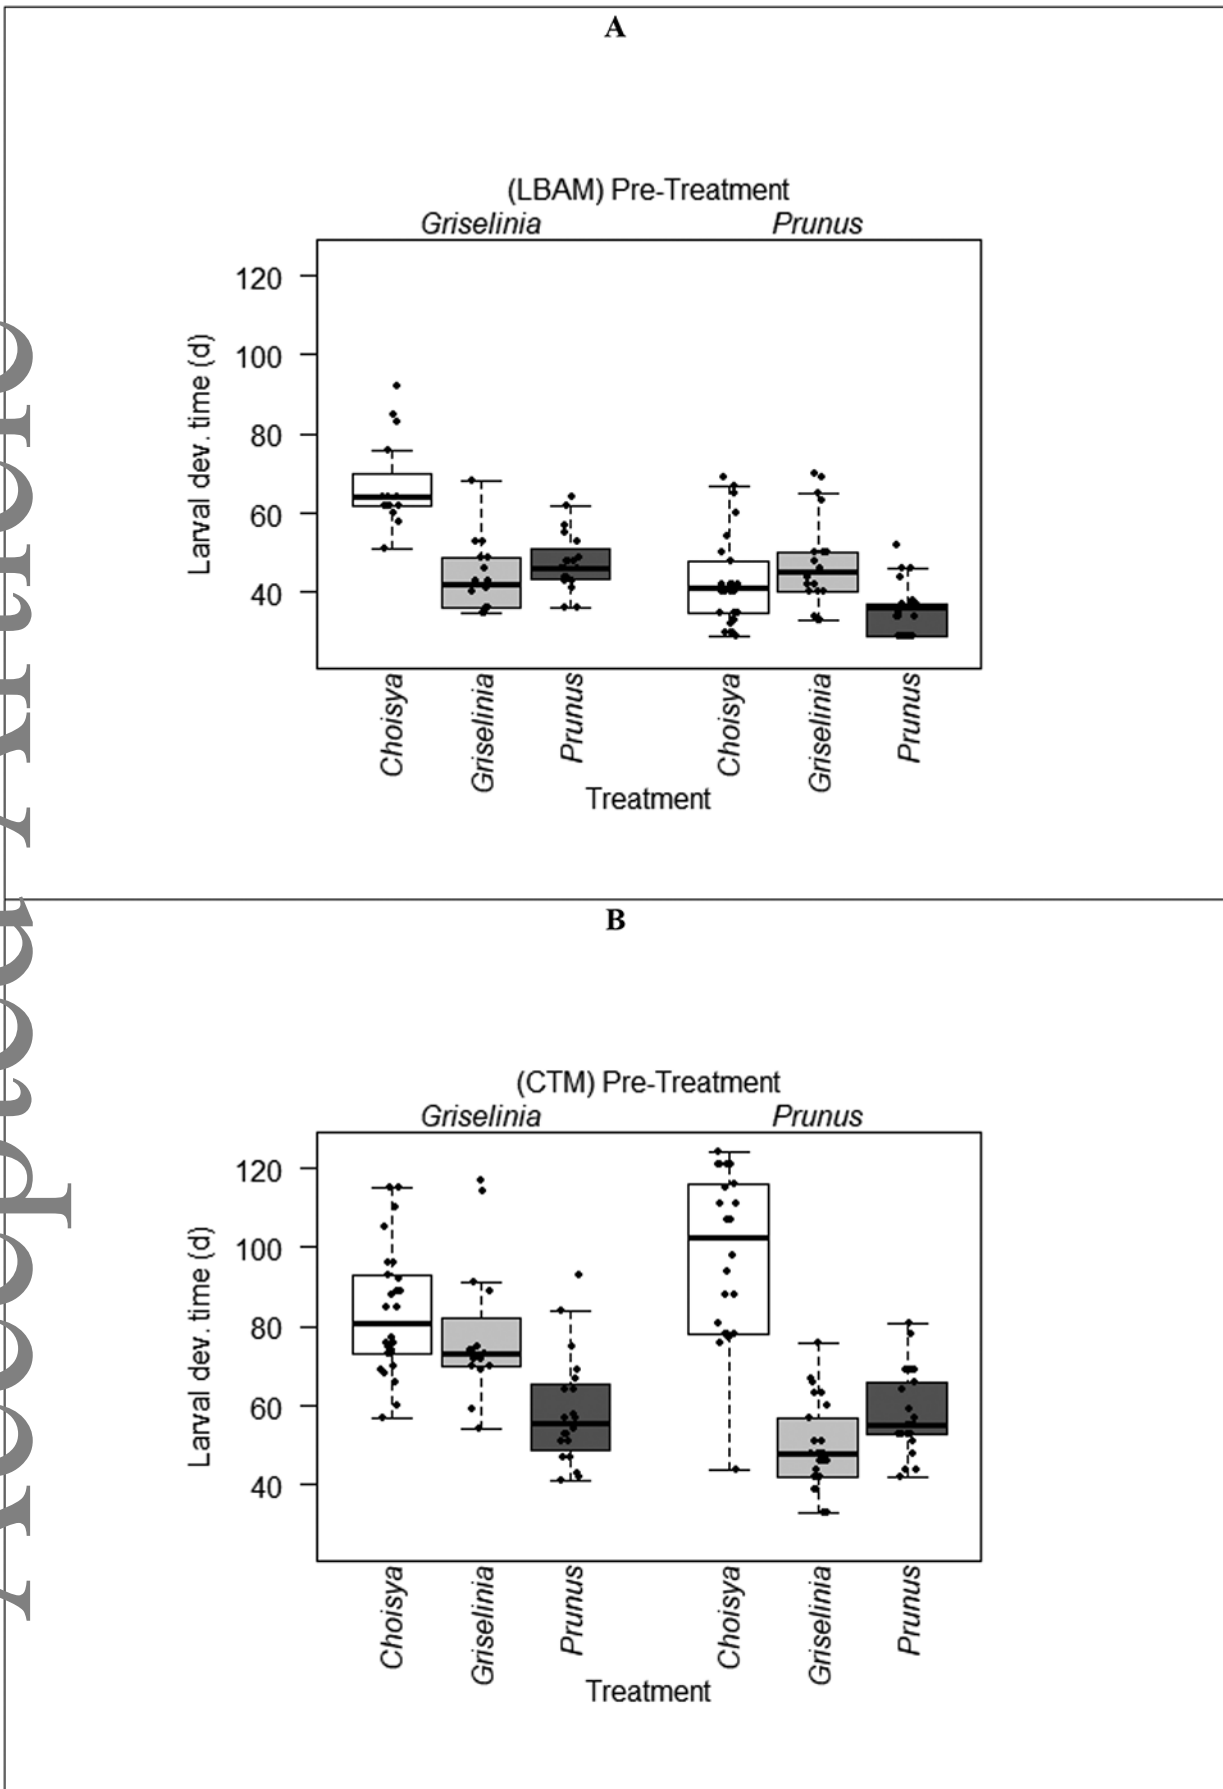 A
(LBAM) Pre-Treatment
Griselinia Prunus
120
100
80
60
40
Larval dev. time (d)
Choisya Griselinia Prunus Choisya Griselinia Prunus
Treatment
B
(CTM) Pre-Treatment
Griselinia Prunus
120
100
80
60
40
Larval dev. time (d)
Choisya Griselinia Prunus Choisya Griselinia Prunus
Treatment
Accepted Article